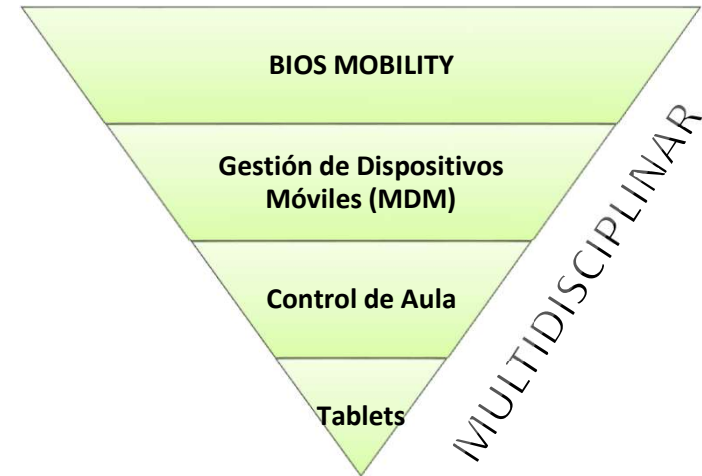 BIOS MOBILITY
Gestión de Dispositivos
Móviles (MDM)
Control de Aula
Tablets
MULTIDISCIPLINAR